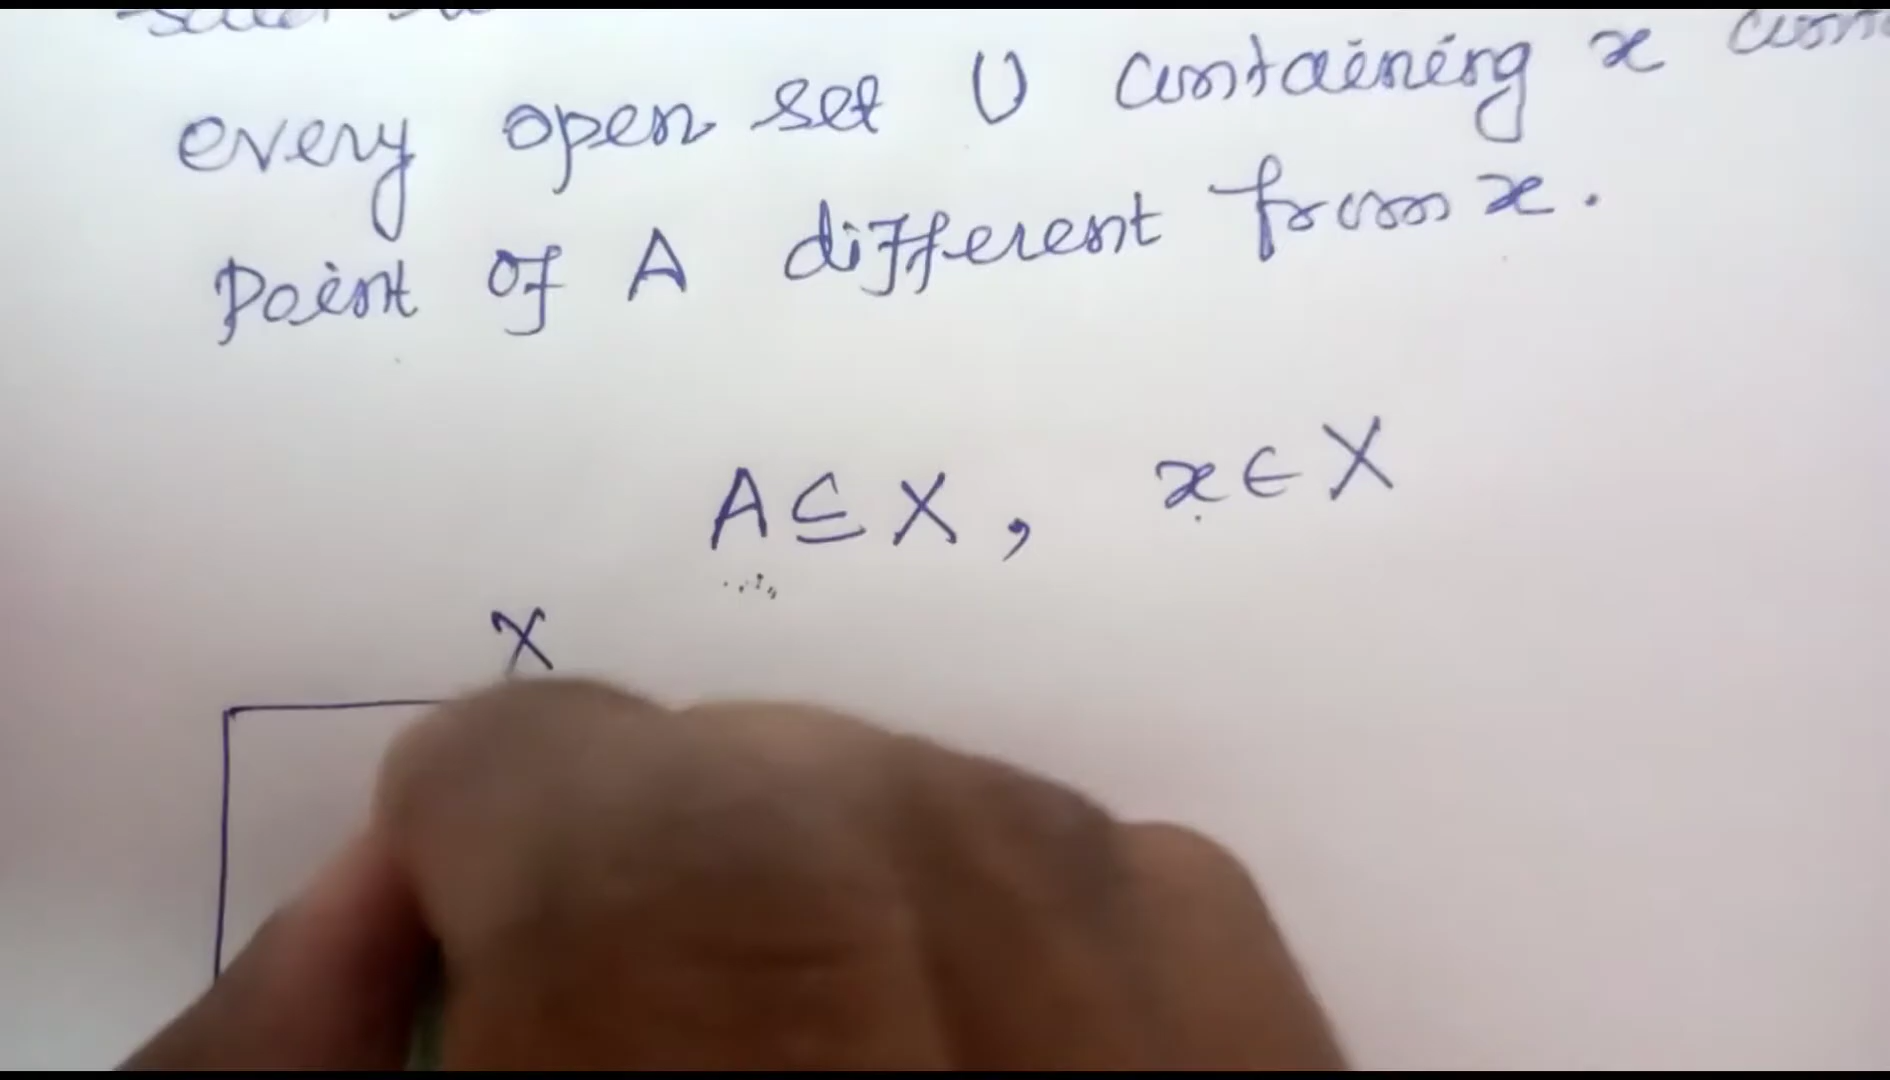 every open set U containing x
Point of A different from x.
A ⊆ X, x ∈ X
X